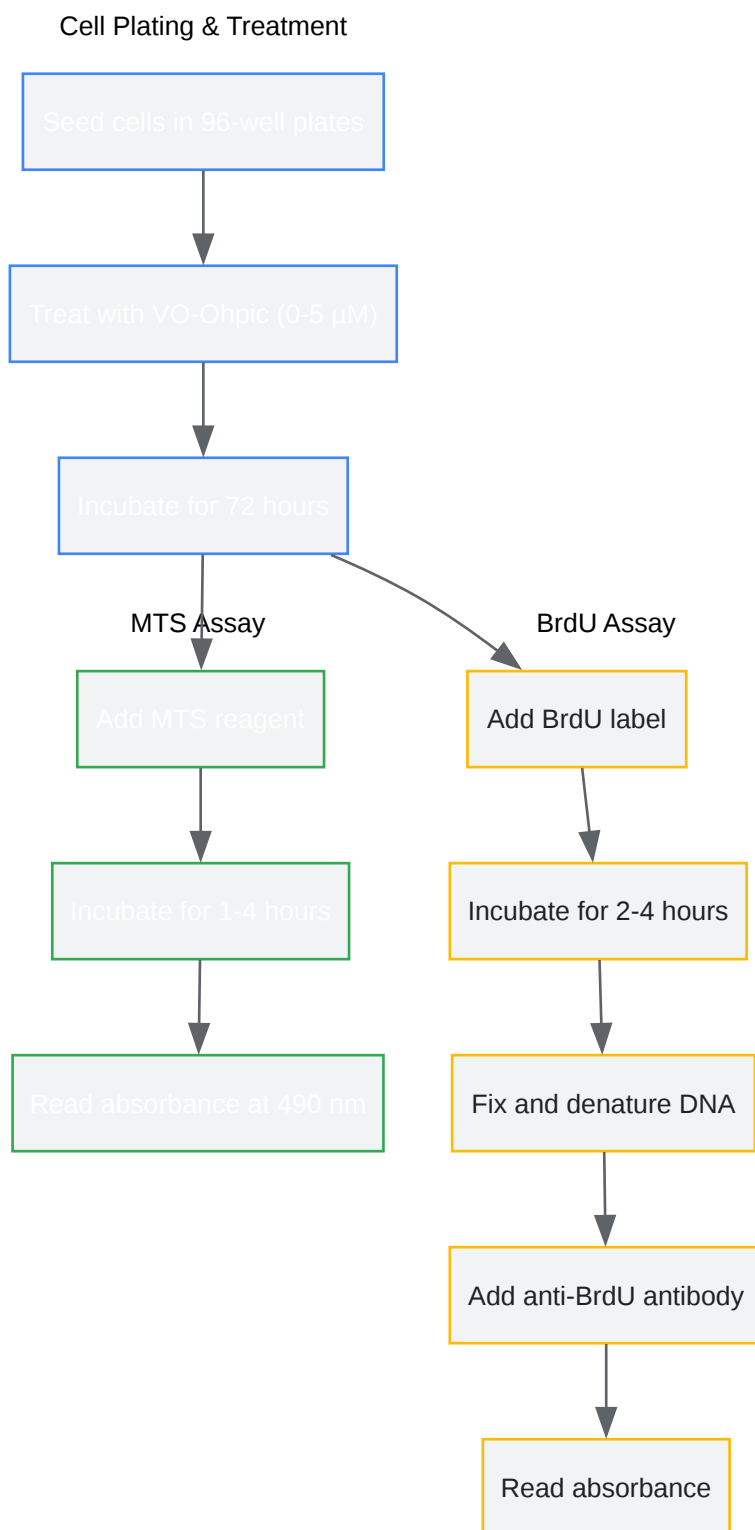 Cell Plating & Treatment
Seed cells in 96-well plates
Treat with VO-Ohpic (0-5 µM)
Incubate for 72 hours
MTS Assay
Add MTS reagent
Incubate for 1-4 hours
Read absorbance at 490 nm
BrdU Assay
Add BrdU label
Incubate for 2-4 hours
Fix and denature DNA
Add anti-BrdU antibody
Read absorbance